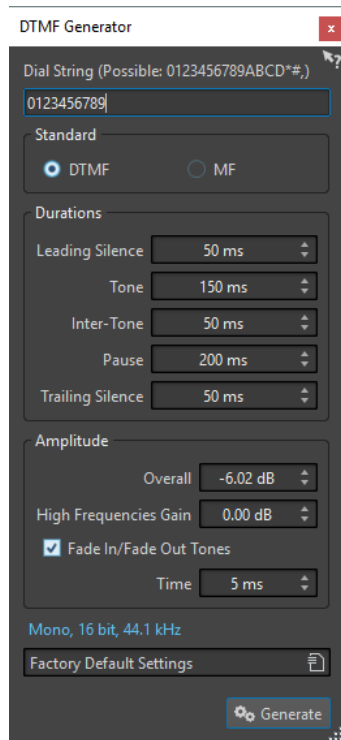 DTMF Generator
x
Dial String (Possible: 0123456789ABCD*#,)
0123456789
Standard
DTMF MF
Durations
Leading Silence 50 ms
Tone 150 ms
Inter-Tone 50 ms
Pause 200 ms
Trailing Silence 50 ms
Amplitude
Overall -6.02 dB
High Frequencies Gain 0.00 dB
Fade In/Fade Out Tones
Time 5 ms
Mono, 16 bit, 44.1 kHz
Factory Default Settings
Generate